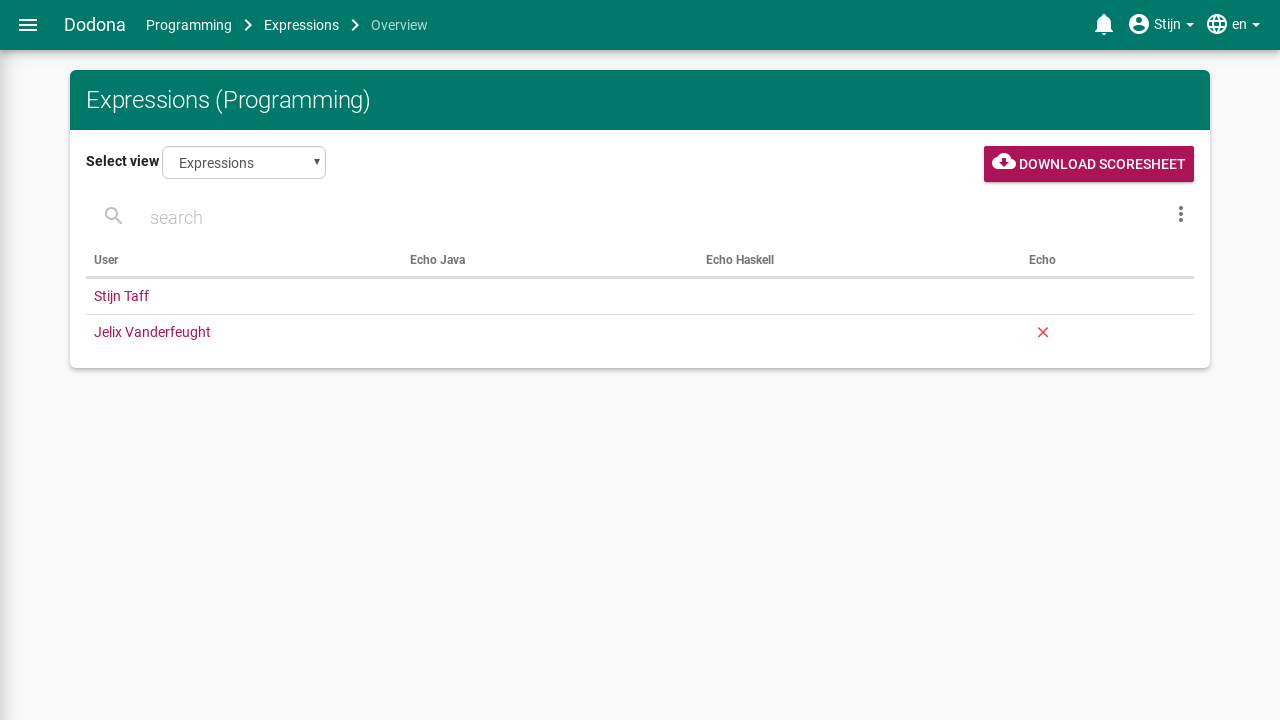 Dodona Programming Expressions Overview Stijn en
Expressions (Programming)
Select view Expressions DOWNLOAD SCORESHEET
search
User Echo Java Echo Haskell Echo
Stijn Taff
Jelix Vanderfeught